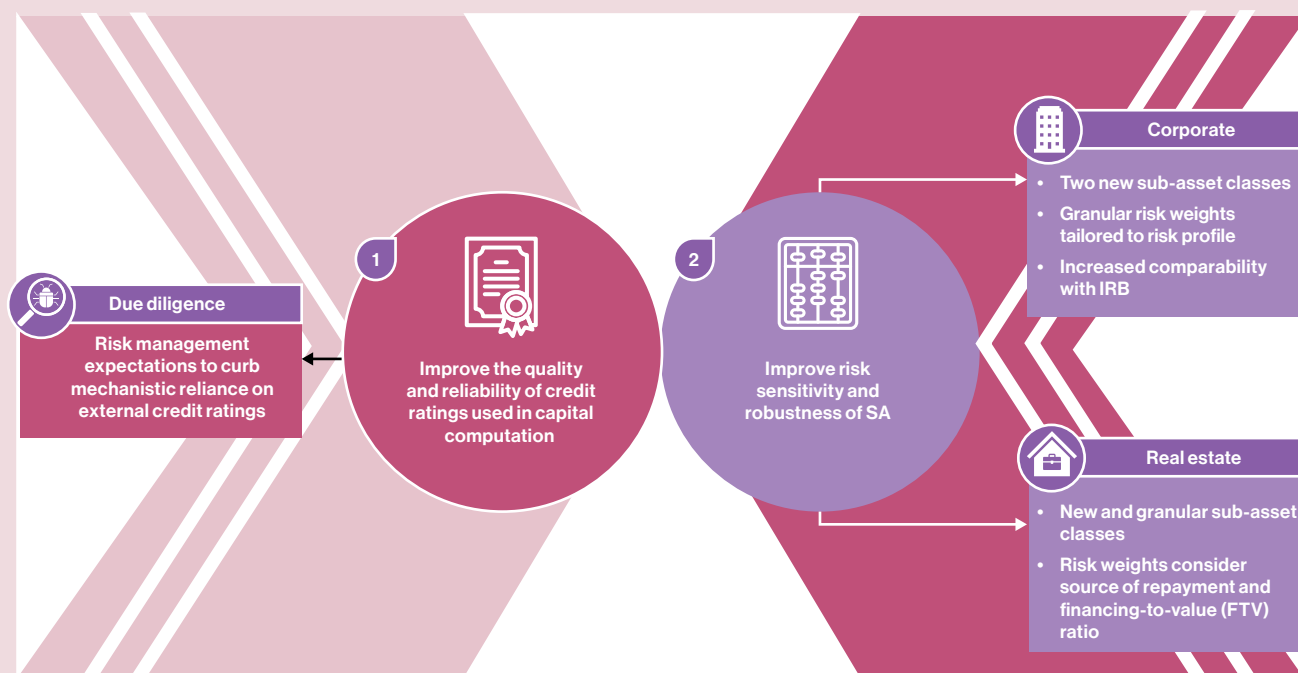 Due diligence
Risk management
expectations to curb
mechanistic reliance on
external credit ratings
1
Improve the quality
and reliability of credit
ratings used in capital
computation
2
Improve risk
sensitivity and
robustness of SA
Corporate
• Two new sub-asset classes
• Granular risk weights
tailored to risk profile
• Increased comparability
with IRB
Real estate
• New and granular sub-asset
classes
• Risk weights consider
source of repayment and
financing-to-value (FTV)
ratio